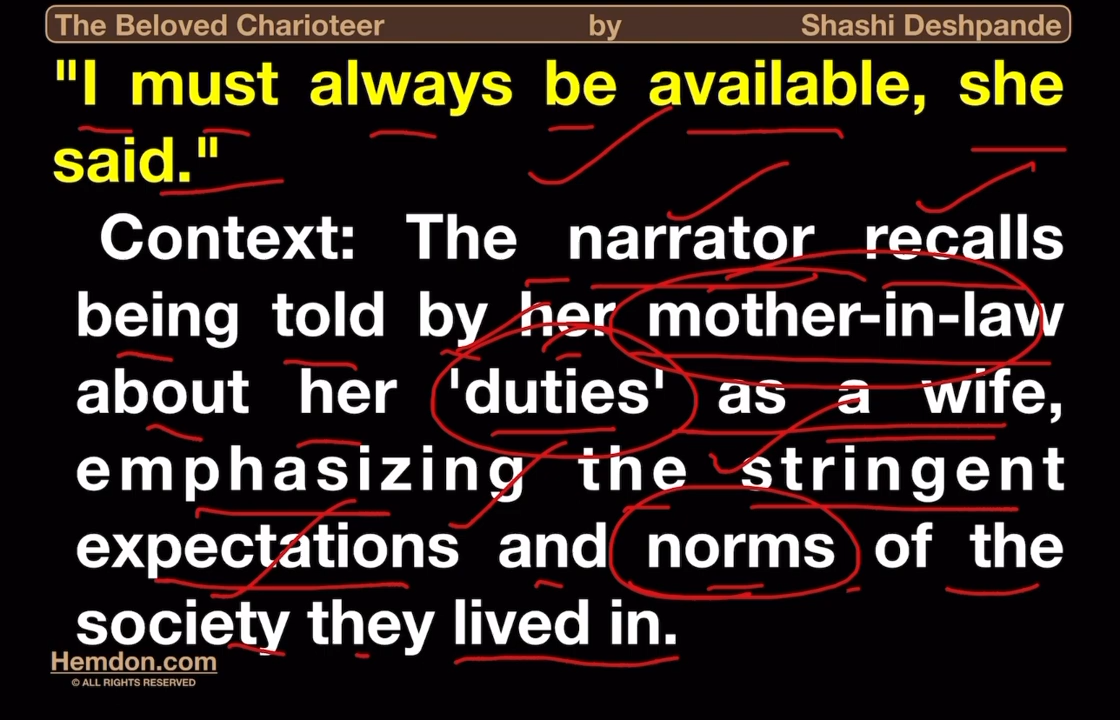 The Beloved Charioteer by Shashi Deshpande
"I must always be available, she
said."
Context: The narrator recalls
being told by her mother-in-law
about her 'duties' as a wife,
emphasizing the stringent
expectations and norms of the
society they lived in.
Hemdon.com
© ALL RIGHTS RESERVED